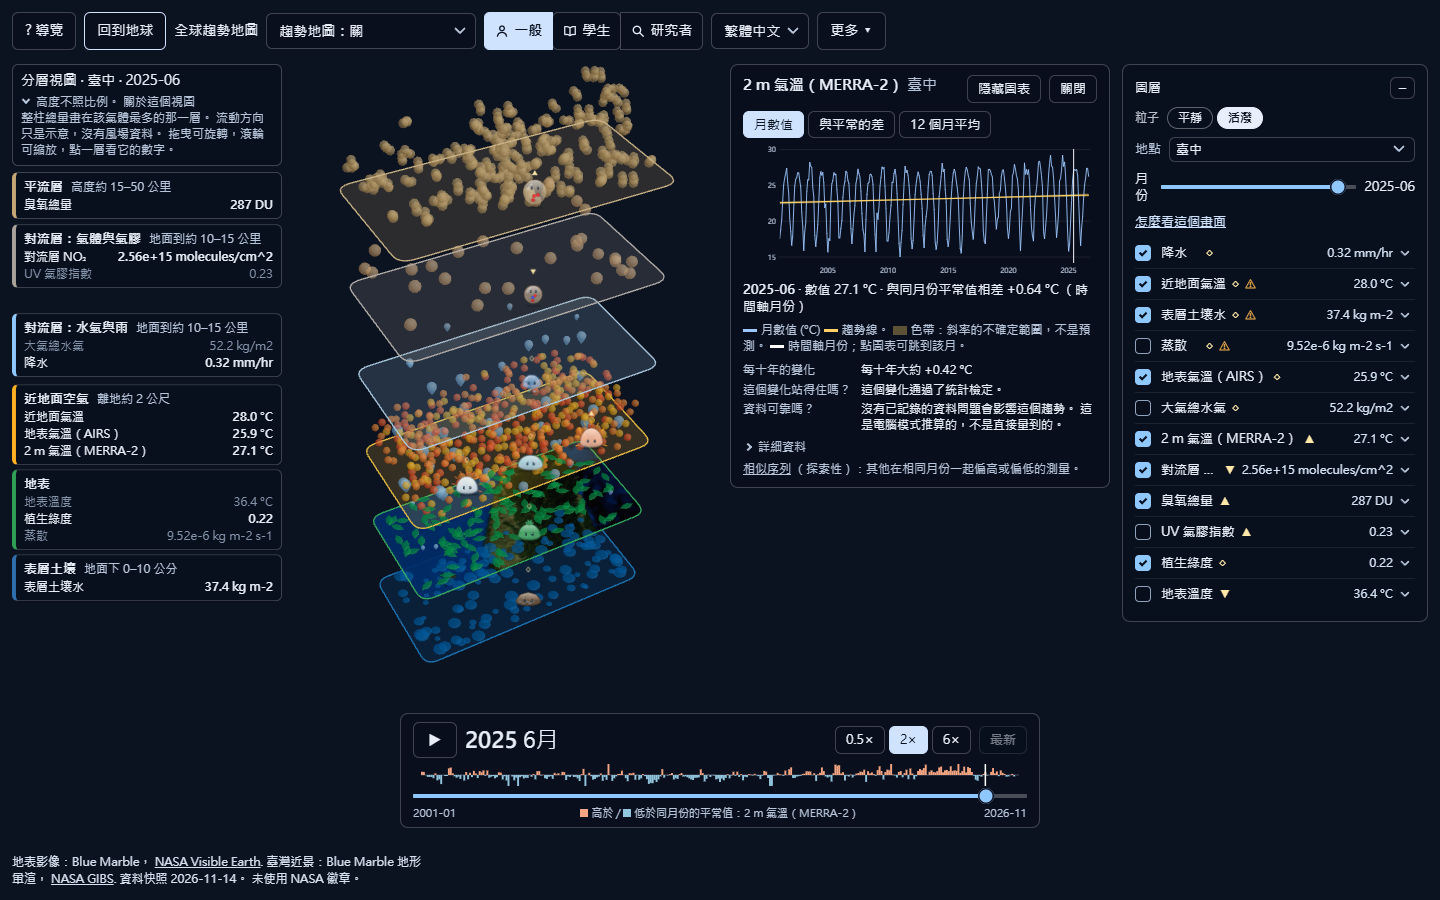 ? 導覽
回到地球
全球趨勢地圖
趨勢地圖：關
一般
學生
研究者
繁體中文
更多 ▾
分層視圖 · 臺中 · 2025-06
高度不照比例。 關於這個視圖
整柱總量畫在該氣體最多的那一層。 流動方向
只是示意，沒有風場資料。 拖曳可旋轉，滾輪
可縮放，點一層看它的數字。
平流層 高度約 15–50 公里
臭氧總量 287 DU
對流層：氣體與氣膠 地面到約 10–15 公里
對流層 NO₂ 2.56e+15 molecules/cm^2
UV 氣膠指數 0.23
對流層：水氣與雨 地面到約 10–15 公里
大氣總水氣 52.2 kg/m2
降水 0.32 mm/hr
近地面空氣 離地約 2 公尺
近地面氣溫 28.0 °C
地表氣溫（AIRS） 25.9 °C
2 m 氣溫（MERRA-2） 27.1 °C
地表
地表溫度 36.4 °C
植生綠度 0.22
蒸散 9.52e-6 kg m-2 s-1
表層土壤 地面下 0–10 公分
表層土壤水 37.4 kg m-2
2 m 氣溫（MERRA-2） 臺中
隱藏圖表
關閉
月數值
與平常的差
12 個月平均
30
25
20
15
2005 2010 2015 2020 2025
2025-06 · 數值 27.1 °C · 與同月份平常值相差 +0.64 °C（時
間軸月份）
月數值 (°C) 趨勢線。 色帶：斜率的不確定範圍，不是預
測。 時間軸月份；點圖表可跳到該月。
每十年的變化 每十年大約 +0.42 °C
這個變化站得住嗎？ 這個變化通過了統計檢定。
資料可靠嗎？ 沒有已記錄的資料問題會影響這個趨勢。 這
是電腦模式推算的，不是直接量到的。
詳細資料
相似序列（探索性）：其他在相同月份一起偏高或偏低的測量。
圖層
–
粒子 平靜 活潑
地點 臺中
月
份
2025-06
怎麼看這個畫面
降水 0.32 mm/hr
近地面氣溫 28.0 °C
表層土壤水 37.4 kg m-2
蒸散 9.52e-6 kg m-2 s-1
地表氣溫（AIRS） 25.9 °C
大氣總水氣 52.2 kg/m2
2 m 氣溫（MERRA-2） ▲ 27.1 °C
對流層 ... ▼ 2.56e+15 molecules/cm^2
臭氧總量 ▲ 287 DU
UV 氣膠指數 ▲ 0.23
植生綠度 0.22
地表溫度 ▼ 36.4 °C
2025 6月
0.5×
2×
6×
最新
2001-01
高於 / 低於同月份的平常值：2 m 氣溫（MERRA-2）
2026-11
地表影像：Blue Marble， NASA Visible Earth. 臺灣近景：Blue Marble 地形
暈渲， NASA GIBS. 資料快照 2026-11-14。 未使用 NASA 徽章。